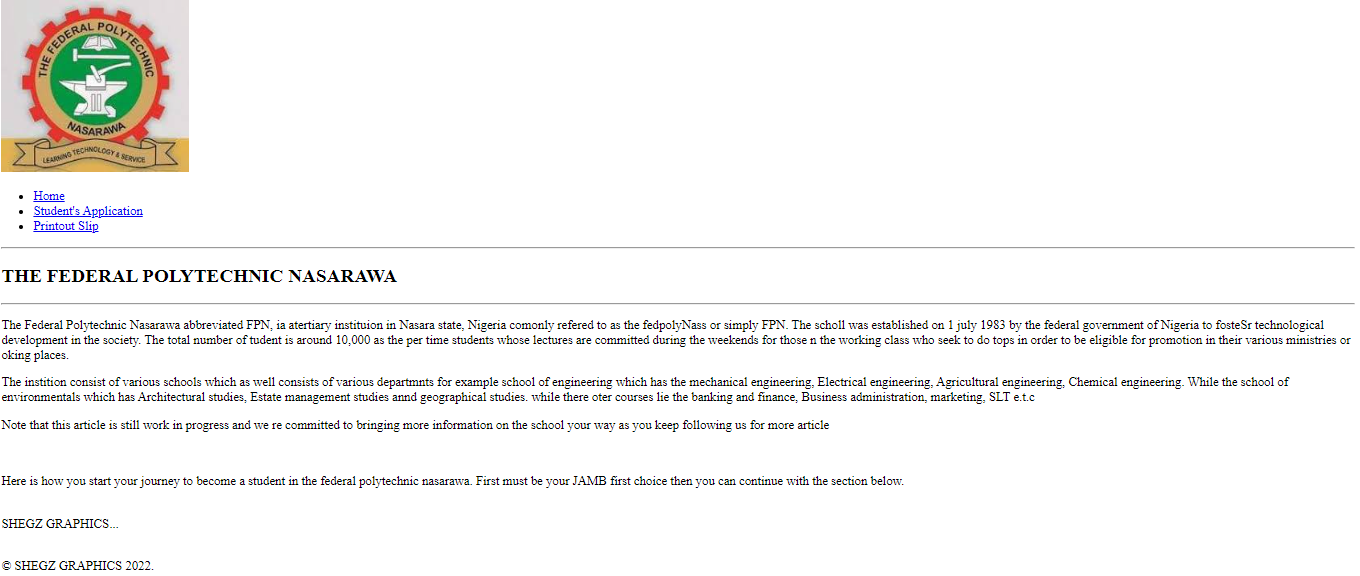 THE FEDERAL POLYTECHNIC
NASARAWA
LEARNING TECHNOLOGY & SERVICE
Home
Student's Application
Printout Slip
THE FEDERAL POLYTECHNIC NASARAWA
The Federal Polytechnic Nasarawa abbreviated FPN, ia atertiary instituion in Nasara state, Nigeria comonly refered to as the fedpolyNass or simply FPN. The scholl was established on 1 july 1983 by the federal government of Nigeria to fosteSr technological
development in the society. The total number of tudent is around 10,000 as the per time students whose lectures are committed during the weekends for those n the working class who seek to do tops in order to be eligible for promotion in their various ministries or
oking places.
The instition consist of various schools which as well consists of various departmnts for example school of engineering which has the mechanical engineering, Electrical engineering, Agricultural engineering, Chemical engineering. While the school of
environmentals which has Architectural studies, Estate management studies annd geographical studies. while there oter courses lie the banking and finance, Business administration, marketing, SLT e.t.c
Note that this article is still work in progress and we re committed to bringing more information on the school your way as you keep following us for more article
Here is how you start your journey to become a student in the federal polytechnic nasarawa. First must be your JAMB first choice then you can continue with the section below.
SHEGZ GRAPHICS...
© SHEGZ GRAPHICS 2022.